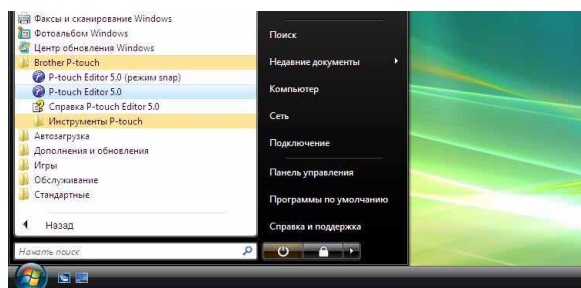 Факсы и сканирование Windows
Фотоальбом Windows
Центр обновления Windows
Brother P-touch
P-touch Editor 5.0 (режим snap)
P-touch Editor 5.0
Справка P-touch Editor 5.0
Инструменты P-touch
Автозагрузка
Дополнения и обновления
Игры
Обслуживание
Стандартные
Назад
Начать поиск
Поиск
Недавние документы
Компьютер
Сеть
Подключение
Панель управления
Программы по умолчанию
Справка и поддержка